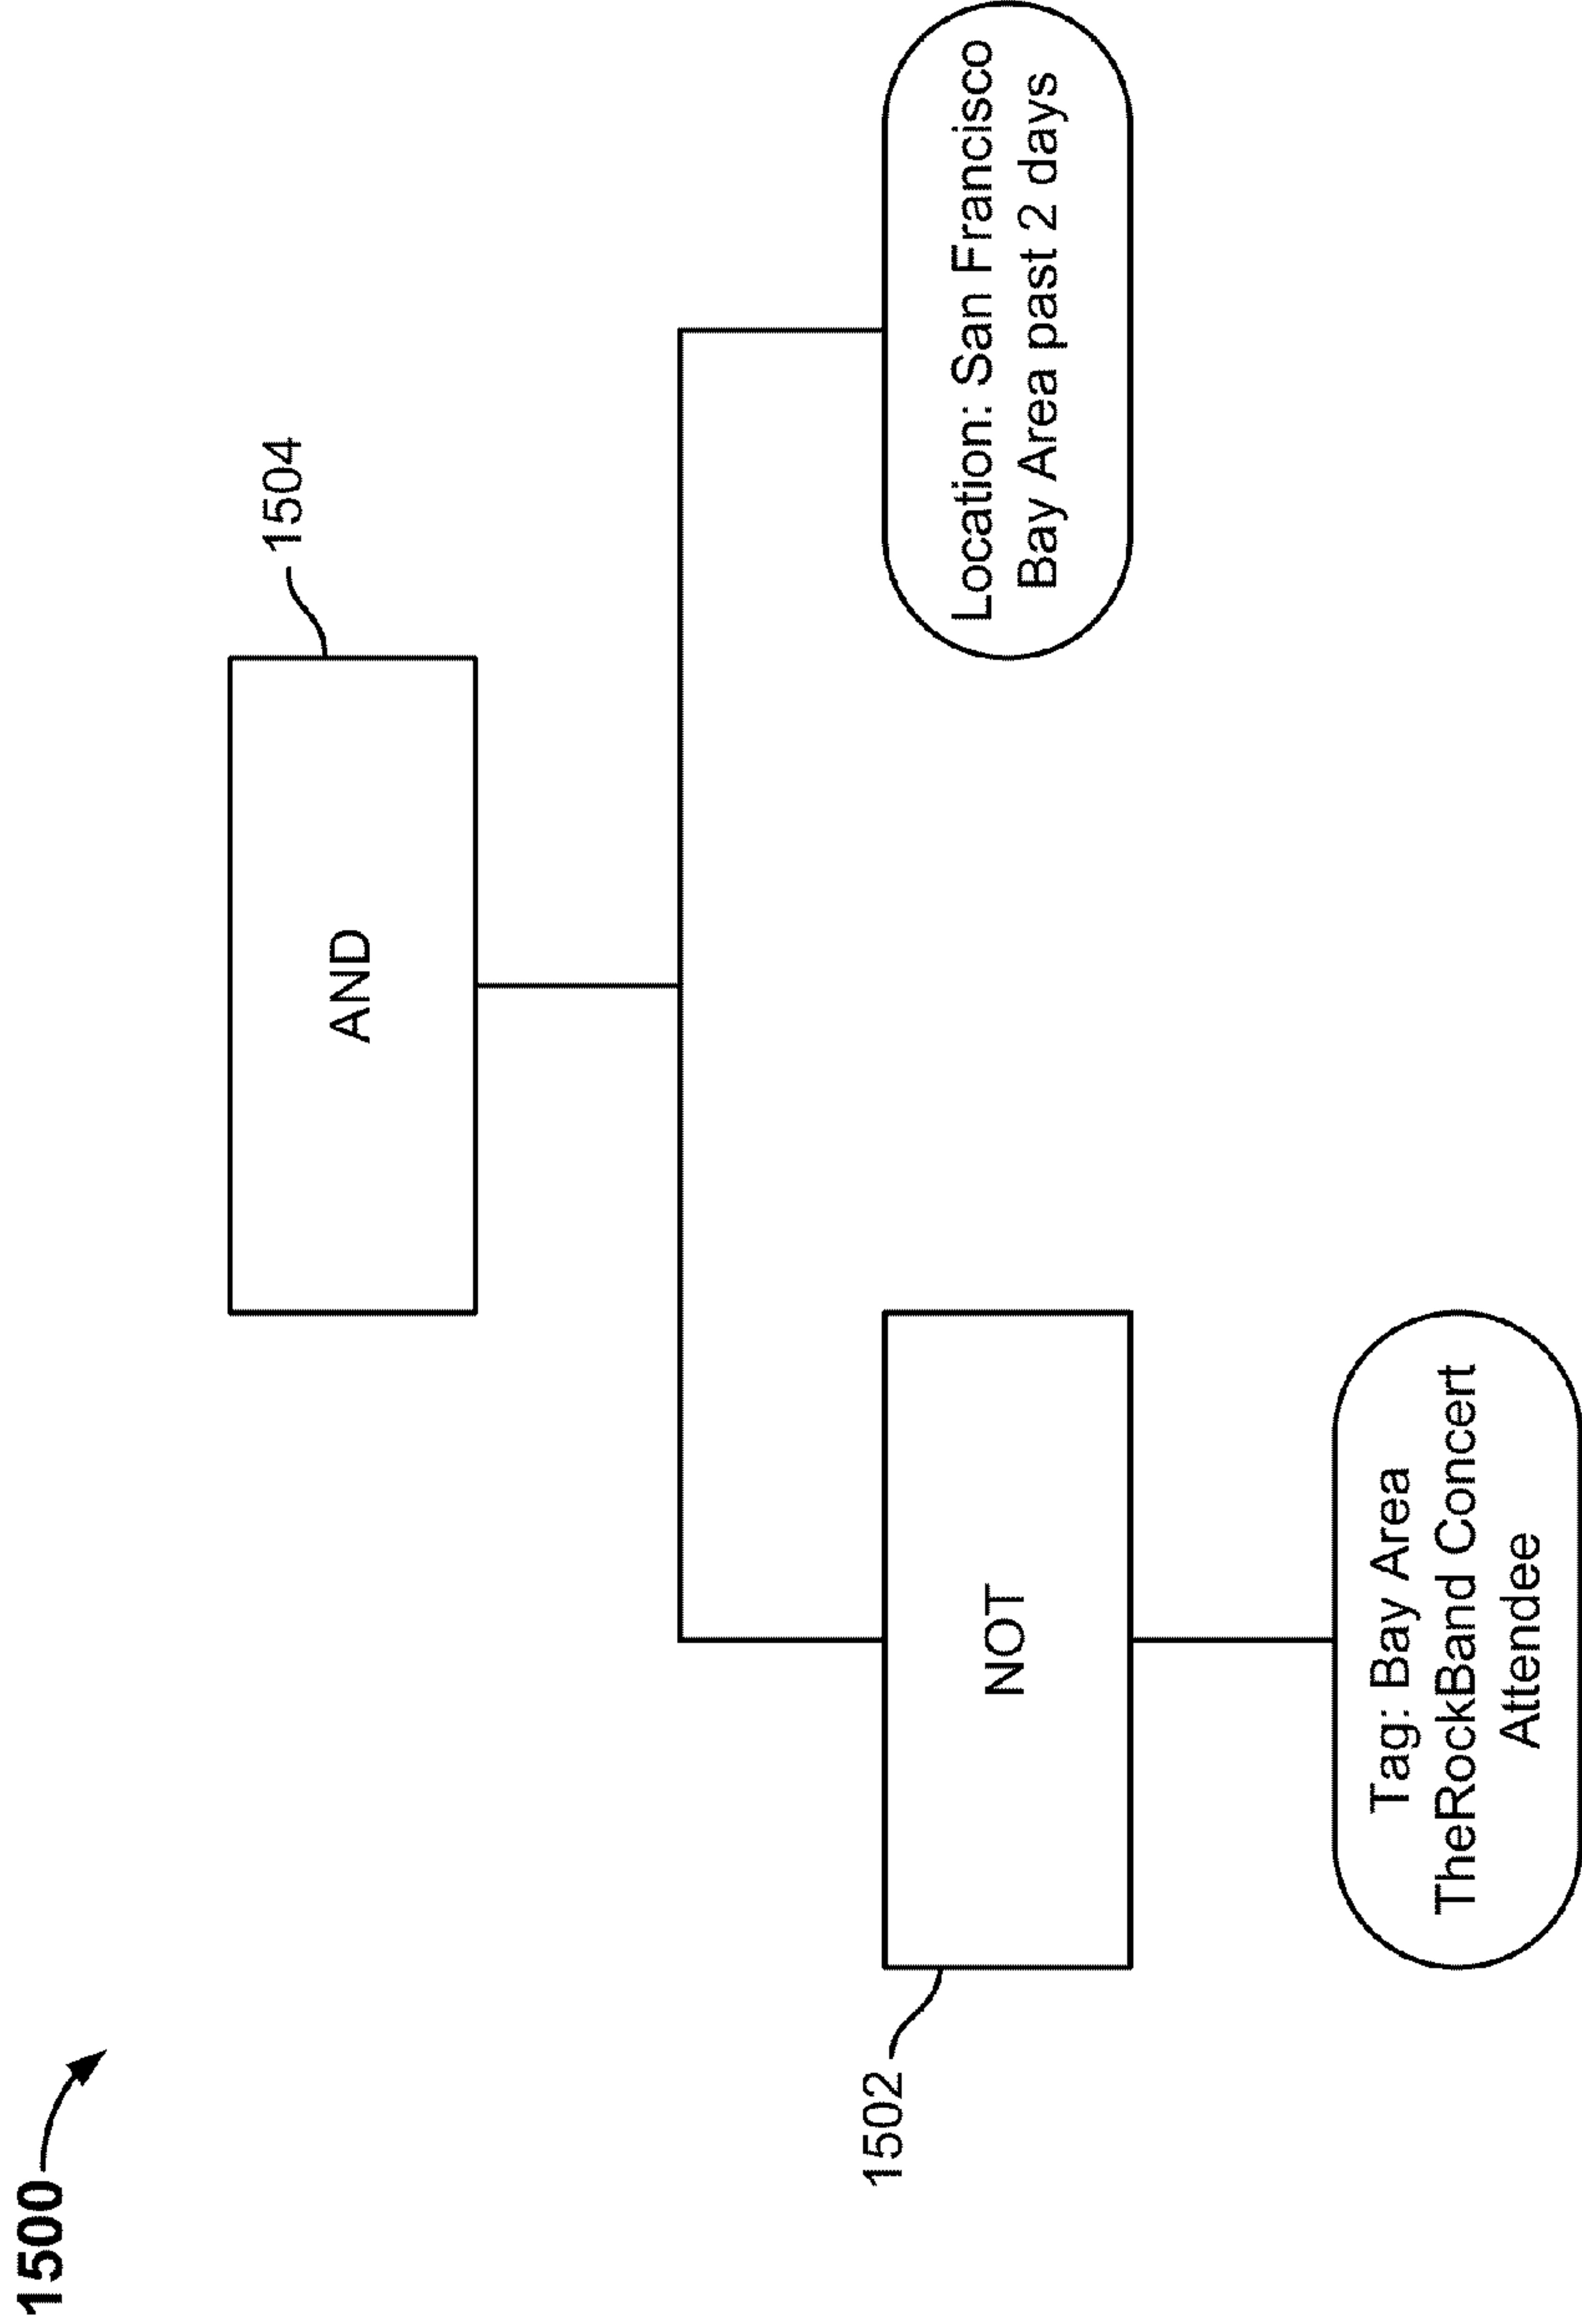 1500
AND
1504
NOT
1502
Location: San Francisco
Bay Area past 2 days
Tag: Bay Area
TheRockBand Concert
Attendee